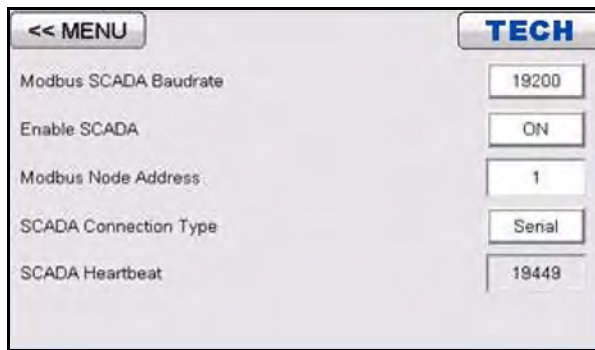 << MENU TECH
Modbus SCADA Baudrate 19200
Enable SCADA ON
Modbus Node Address 1
SCADA Connection Type Serial
SCADA Heartbeat 19449